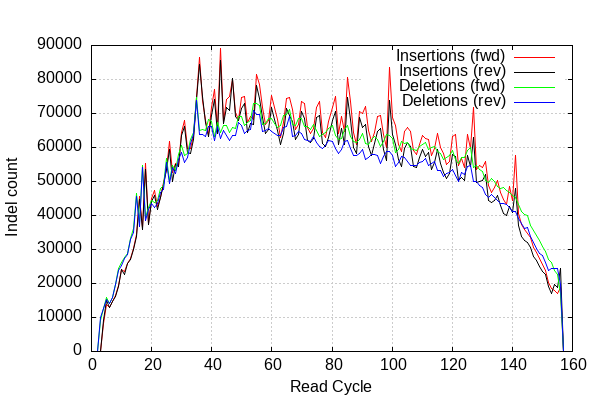 90000
80000
70000
60000
50000
40000
30000
20000
10000
0
Indel count
Insertions (fwd)
Insertions (rev)
Deletions (fwd)
Deletions (rev)
0 20 40 60 80 100 120 140 160
Read Cycle